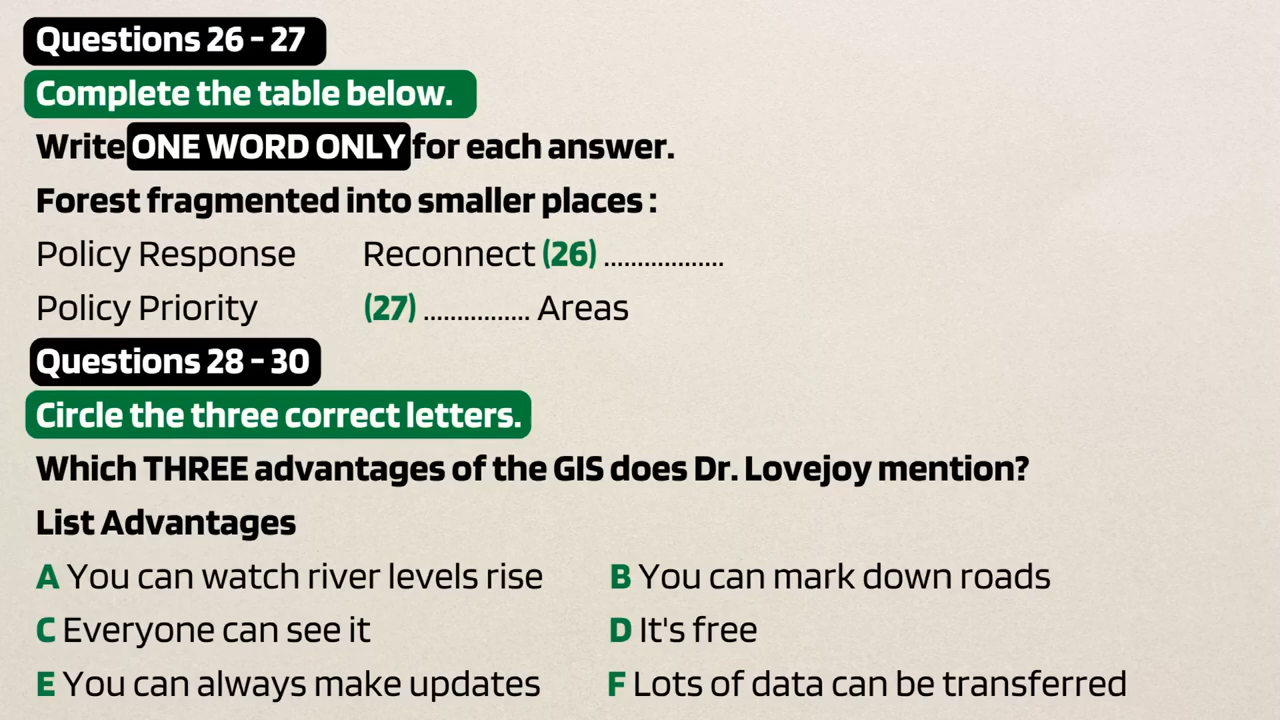 Questions 26 - 27
Complete the table below.
Write ONE WORD ONLY for each answer.
Forest fragmented into smaller places :
Policy Response Reconnect (26) ..................
Policy Priority (27) ................ Areas
Questions 28 - 30
Circle the three correct letters.
Which THREE advantages of the GIS does Dr. Lovejoy mention?
List Advantages
A You can watch river levels rise B You can mark down roads
C Everyone can see it D It's free
E You can always make updates F Lots of data can be transferred